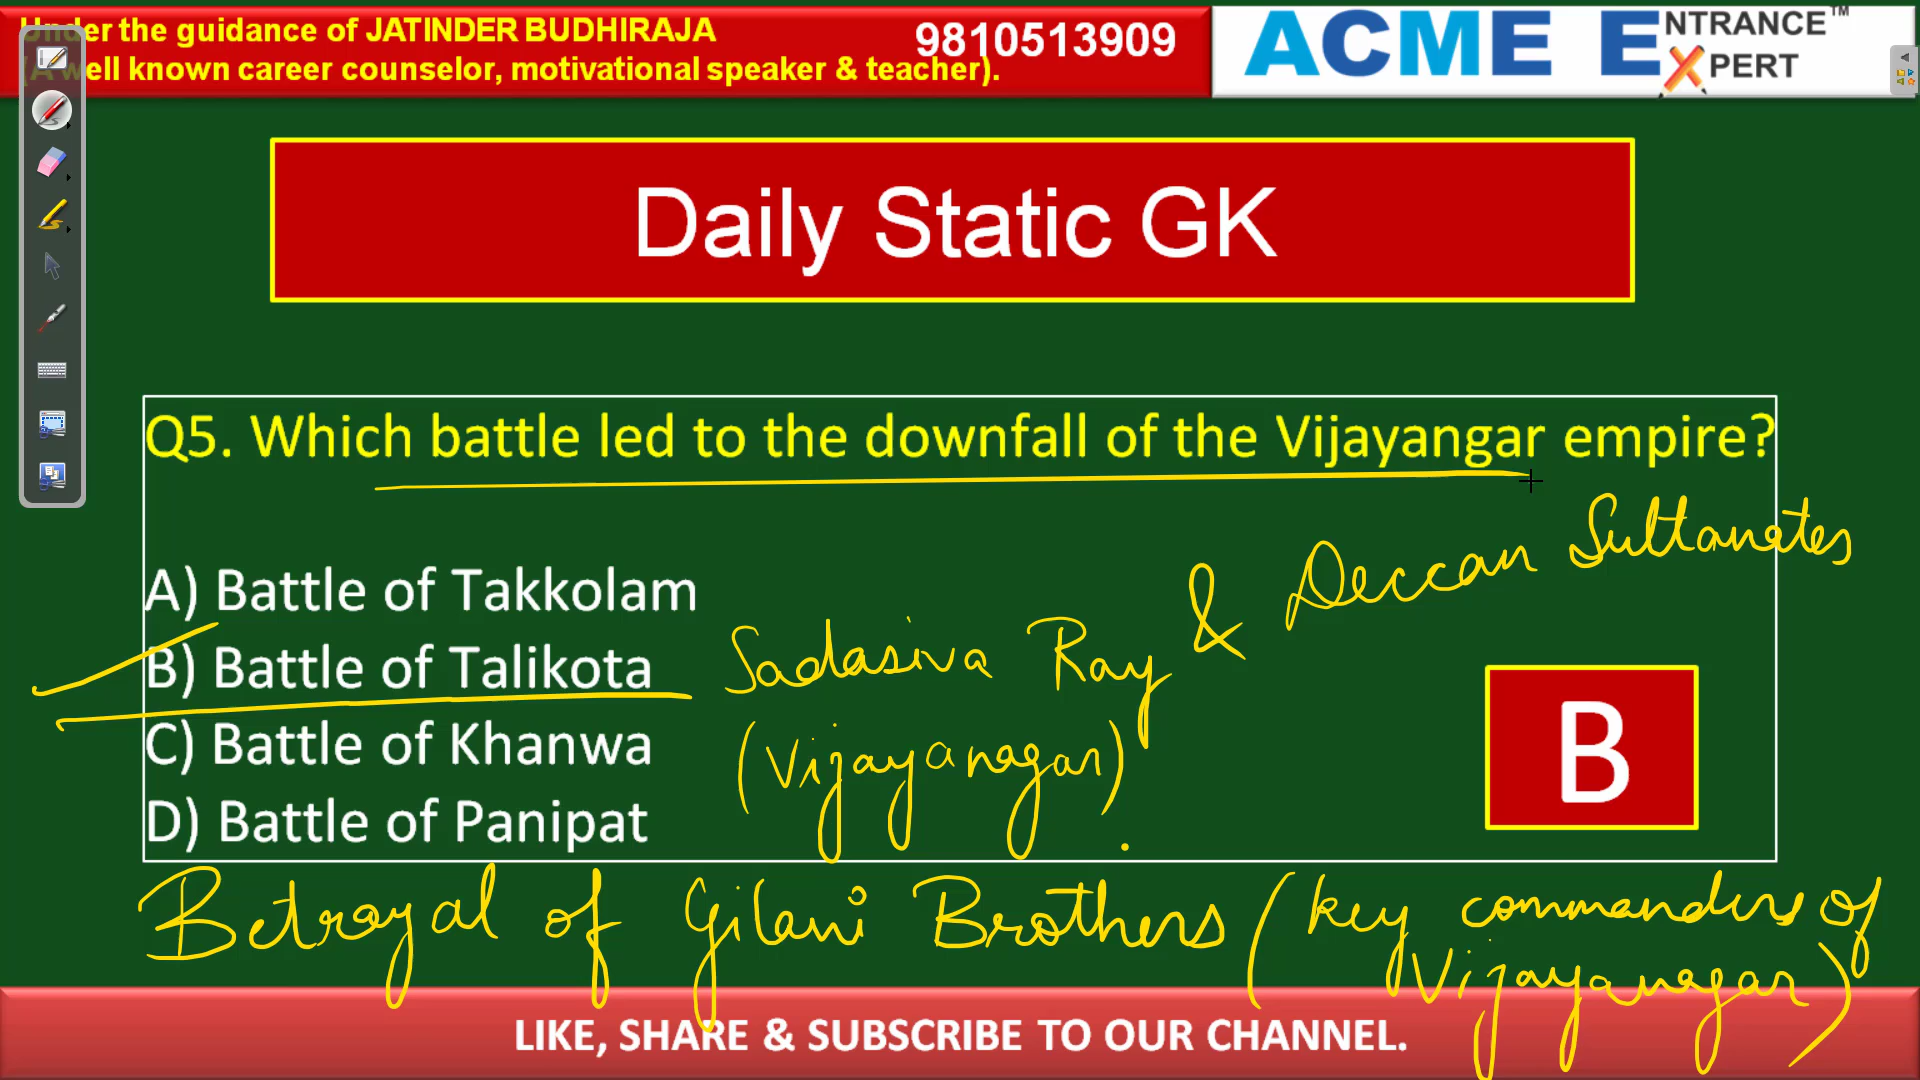 Under the guidance of JATINDER BUDHIRAJA
(A well known career counselor, motivational speaker & teacher).
9810513909
ACME ENTRANCE EXPERT™
Daily Static GK
Q5. Which battle led to the downfall of the Vijayangar empire?
A) Battle of Takkolam
B) Battle of Talikota
C) Battle of Khanwa
D) Battle of Panipat
Sadasiva Ray & Deccan Sultanates
(Vijayanagar).
B
Betrayal of Gilani Brothers (key commanders of
Vijayanagar)
LIKE, SHARE & SUBSCRIBE TO OUR CHANNEL.